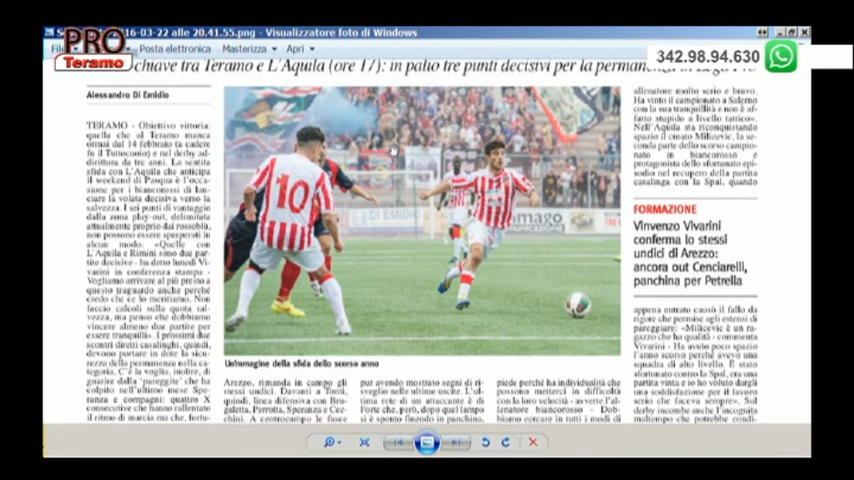 16-03-22 alle 20.41.55.png - Visualizzatore foto di Windows
Posta elettronica Masterizza Apri
PRO
Teramo
342.98.94.630
chiave tra Teramo e L'Aquila (ore 17): in palio tre punti decisivi per la permanenza in Lega Pro
Alessandro Di Emidio
TERAMO - Obiettivo vittoria:
quella che al Teramo manca
ormai dal 14 febbraio (a cadere
fu il Tuttocuoio) e nel derby ad-
dirittura da tre anni. La sentita
sfida con L'Aquila che anticipa
il weekend di Pasqua è l'occa-
sione per i biancorossi di lan-
ciare la volata decisiva verso la
salvezza. I sei punti di vantaggio
dalla zona play-out, delimitata
attualmente proprio dai rossoblù,
non possono essere sperperati in
alcun modo. «Quelle con
L'Aquila e Rimini sono due par-
tite decisive - ha detto lunedì Vi-
varini in conferenza stampa -
Vogliamo arrivare al più presto a
questo traguardo anche perché
credo che ce lo meritiamo. Non
faccio calcoli sulla quota sal-
vezza, ma penso che dobbiamo
vincere almeno due partite per
essere tranquilli». I prossimi due
scontri diretti casalinghi, quindi,
devono portare in dote la sicu-
rezza della permanenza nella ca-
tegoria. C'è la voglia, inoltre, di
guarire dalla 'pareggite' che ha
colpito nell'ultimo mese Spe-
ranza e compagni: quattro X
consecutive che hanno rallentato
il ritmo di marcia ma che, fortu-
10
DI EMIDIO
imago
comunicazione
Un'immagine della sfida dello scorso anno
Arezzo, rimanda in campo gli
stessi undici. Davanti a Tonti,
quindi, linea difensiva con Bru-
galetta, Perrotta, Speranza e Cec-
chini. A centrocampo le fasce
pur avendo mostrato segni di ri-
sveglio nelle ultime uscite. L'ul-
tima rete di un attaccante è di
Forte che, però, dopo quel lampo
si è spento finendo in panchina,
piede perché ha individualità che
possono metterci in difficoltà
con la loro velocità - avverte l'al-
lenatore biancorosso - Dob-
biamo cercare in tutti i modi di
allenatore molto serio e bravo.
Ha vinto il campionato a Salerno
con la sua tranquillità e non è af-
fatto stupido a livello tattico».
Nell'Aquila sta riconquistando
spazio il croato Milicevic, la
seconda parte dello scorso campio-
nato in biancorosso e
protagonista dello sfortunato epi-
sodio nel recupero della partita
casalinga con la Spal, quando
FORMAZIONE
Vinvenzo Vivarini
conferma lo stessi
undici di Arezzo:
ancora out Cenciarelli,
panchina per Petrella
appena entrato causò il fallo da
rigore che permise agli estensi di
pareggiare: «Milicevic è un ra-
gazzo che ha qualità - commenta
Vivarini - Ha avuto poco spazio
l'anno scorso perché avevo una
squadra di alto livello. È stato
sfortunato contro la Spal, era una
partita vinta e io ho voluto dargli
una soddisfazione per il lavoro
serio che faceva sempre». Sul
derby incombe anche l'incognita
maltempo che potrebbe condi-